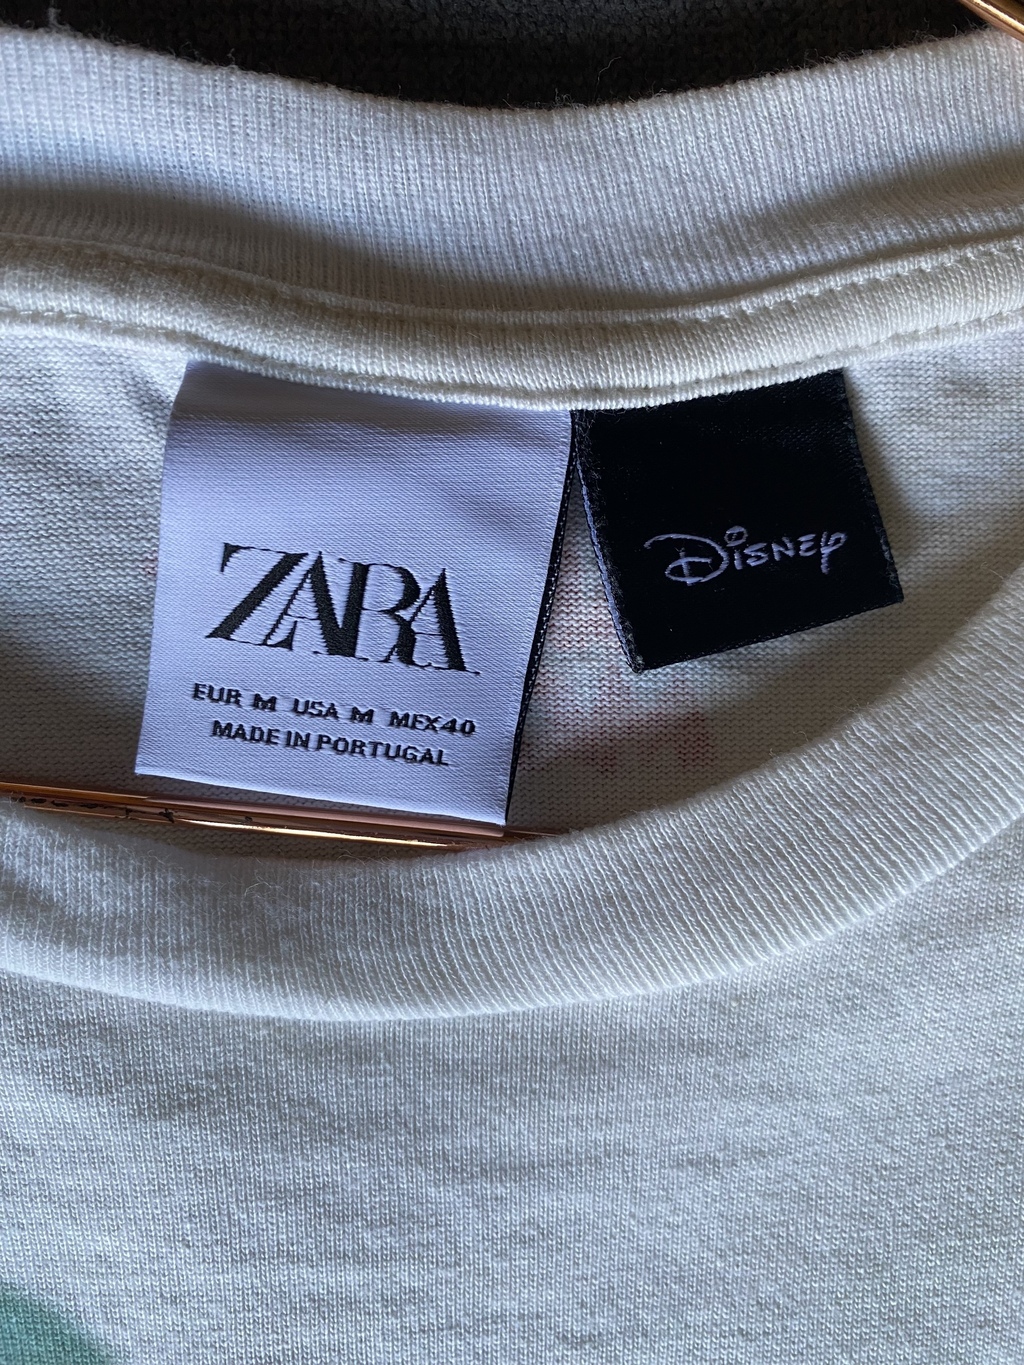 ZARA
EUR M USA M MEX 40
MADE IN PORTUGAL
Disney